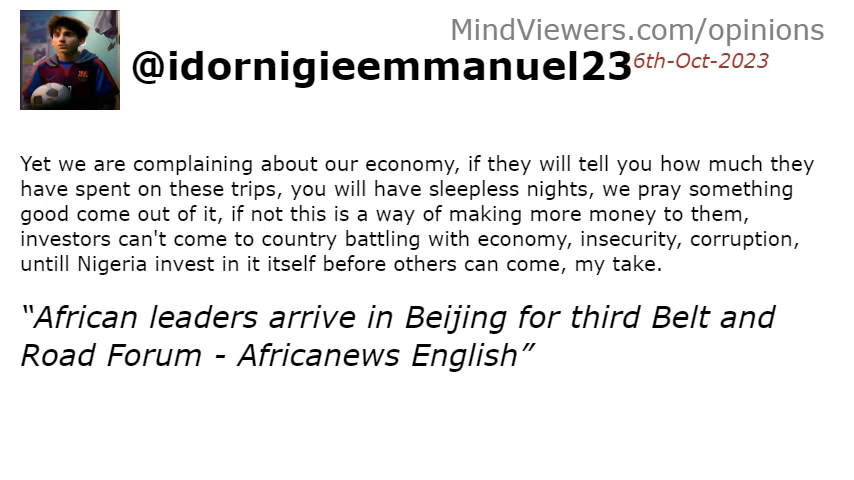 MindViewers.com/opinions
@idornigieemmanuel23
6th-Oct-2023
Yet we are complaining about our economy, if they will tell you how much they
have spent on these trips, you will have sleepless nights, we pray something
good come out of it, if not this is a way of making more money to them,
investors can't come to country battling with economy, insecurity, corruption,
untill Nigeria invest in it itself before others can come, my take.
“African leaders arrive in Beijing for third Belt and
Road Forum - Africanews English”